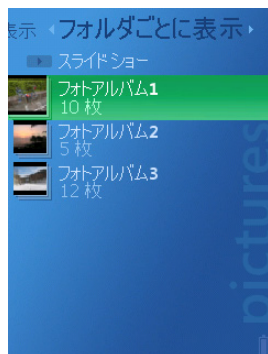 表示 フォルダごとに表示
スライドショー
フォトアルバム1
10 枚
フォトアルバム2
5 枚
フォトアルバム3
12 枚
pictures